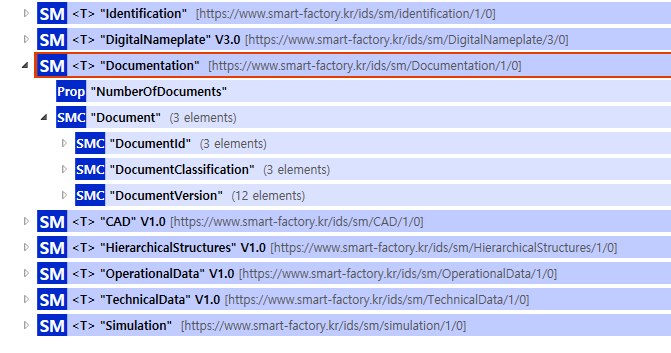 SM <T> "Identification" [https://www.smart-factory.kr/ids/sm/identification/1/0]
SM <T> "DigitalNameplate" V3.0 [https://www.smart-factory.kr/ids/sm/DigitalNameplate/3/0]
SM <T> "Documentation" [https://www.smart-factory.kr/ids/sm/Documentation/1/0]
Prop "NumberOfDocuments"
SMC "Document" (3 elements)
SMC "DocumentId" (3 elements)
SMC "DocumentClassification" (3 elements)
SMC "DocumentVersion" (12 elements)
SM <T> "CAD" V1.0 [https://www.smart-factory.kr/ids/sm/CAD/1/0]
SM <T> "HierarchicalStructures" V1.0 [https://www.smart-factory.kr/ids/sm/HierarchicalStructures/1/0]
SM <T> "OperationalData" V1.0 [https://www.smart-factory.kr/ids/sm/OperationalData/1/0]
SM <T> "TechnicalData" V1.0 [https://www.smart-factory.kr/ids/sm/TechnicalData/1/0]
SM <T> "Simulation" [https://www.smart-factory.kr/ids/sm/simulation/1/0]